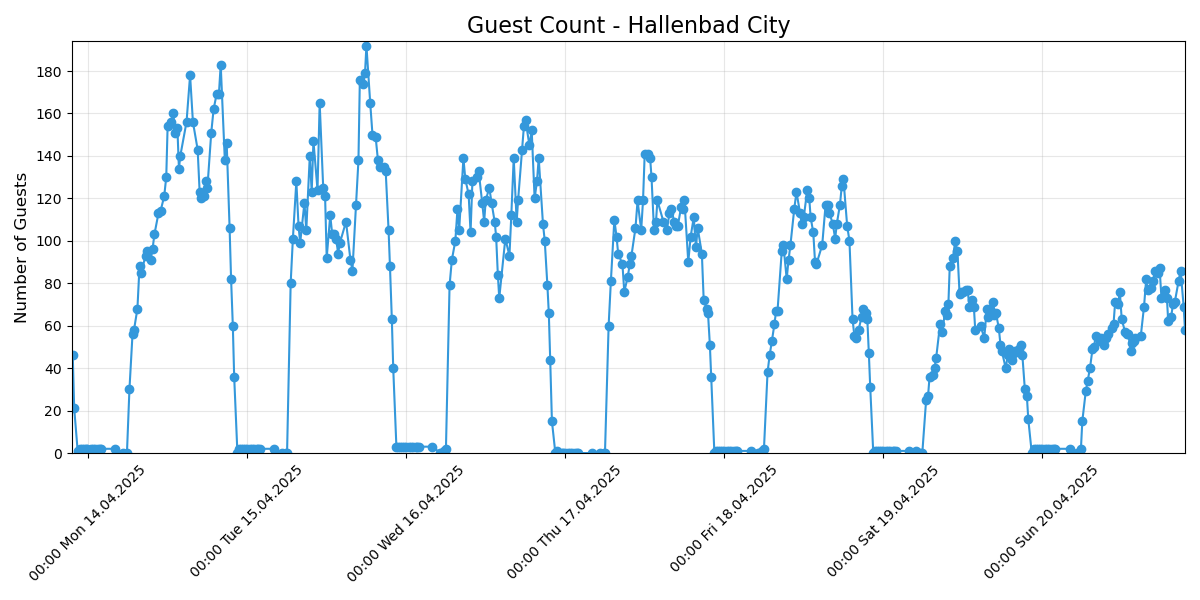 Guest Count - Hallenbad City
Number of Guests
180
160
140
120
100
80
60
40
20
0
00:00 Mon 14.04.2025
00:00 Tue 15.04.2025
00:00 Wed 16.04.2025
00:00 Thu 17.04.2025
00:00 Fri 18.04.2025
00:00 Sat 19.04.2025
00:00 Sun 20.04.2025